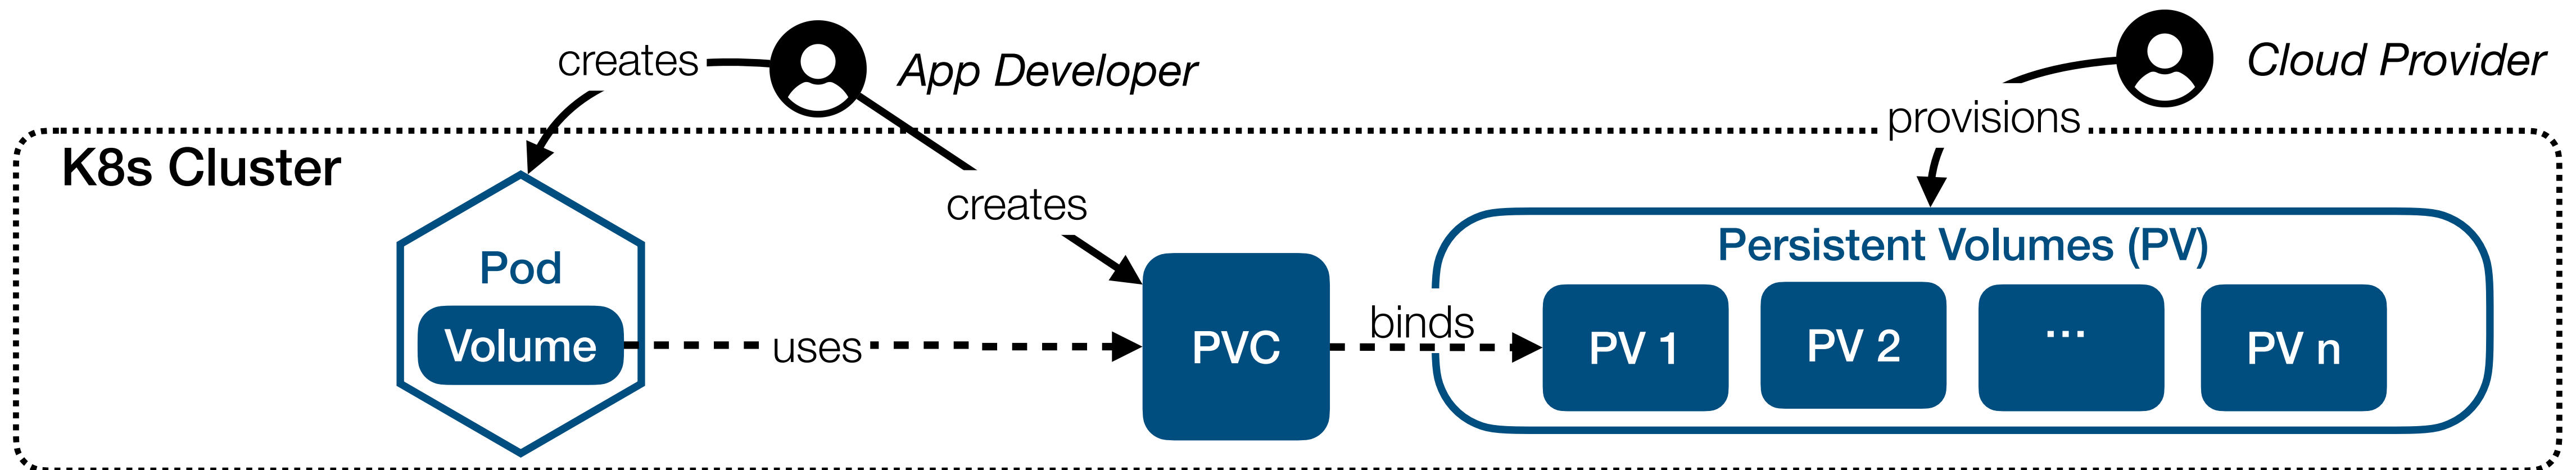 creates
App Developer
Cloud Provider
provisions
K8s Cluster
creates
Pod
Volume
uses
PVC
binds
Persistent Volumes (PV)
PV 1
PV 2
...
PV n